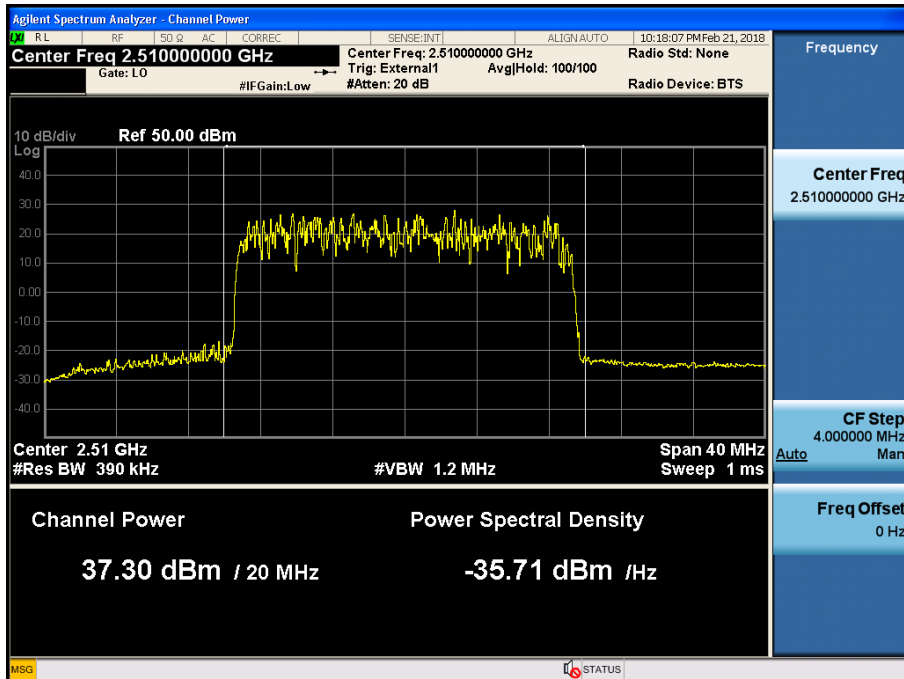 Agilent Spectrum Analyzer - Channel Power
LXI RL RF 50 Ω AC CORREC SENSE:INT ALIGN AUTO 10:18:07 PM Feb 21, 2018
Center Freq 2.510000000 GHz
Center Freq: 2.510000000 GHz Radio Std: None
Gate: LO Trig: External1 Avg|Hold: 100/100
#IFGain:Low #Atten: 20 dB Radio Device: BTS
10 dB/div Ref 50.00 dBm
Log
40.0
30.0
20.0
10.0
0.00
-10.0
-20.0
-30.0
-40.0
Center 2.51 GHz Span 40 MHz
#Res BW 390 kHz #VBW 1.2 MHz Sweep 1 ms
Channel Power Power Spectral Density
37.30 dBm / 20 MHz -35.71 dBm /Hz
Frequency
Center Freq
2.510000000 GHz
CF Step
4.000000 MHz
Auto Man
Freq Offset
0 Hz
MSG STATUS